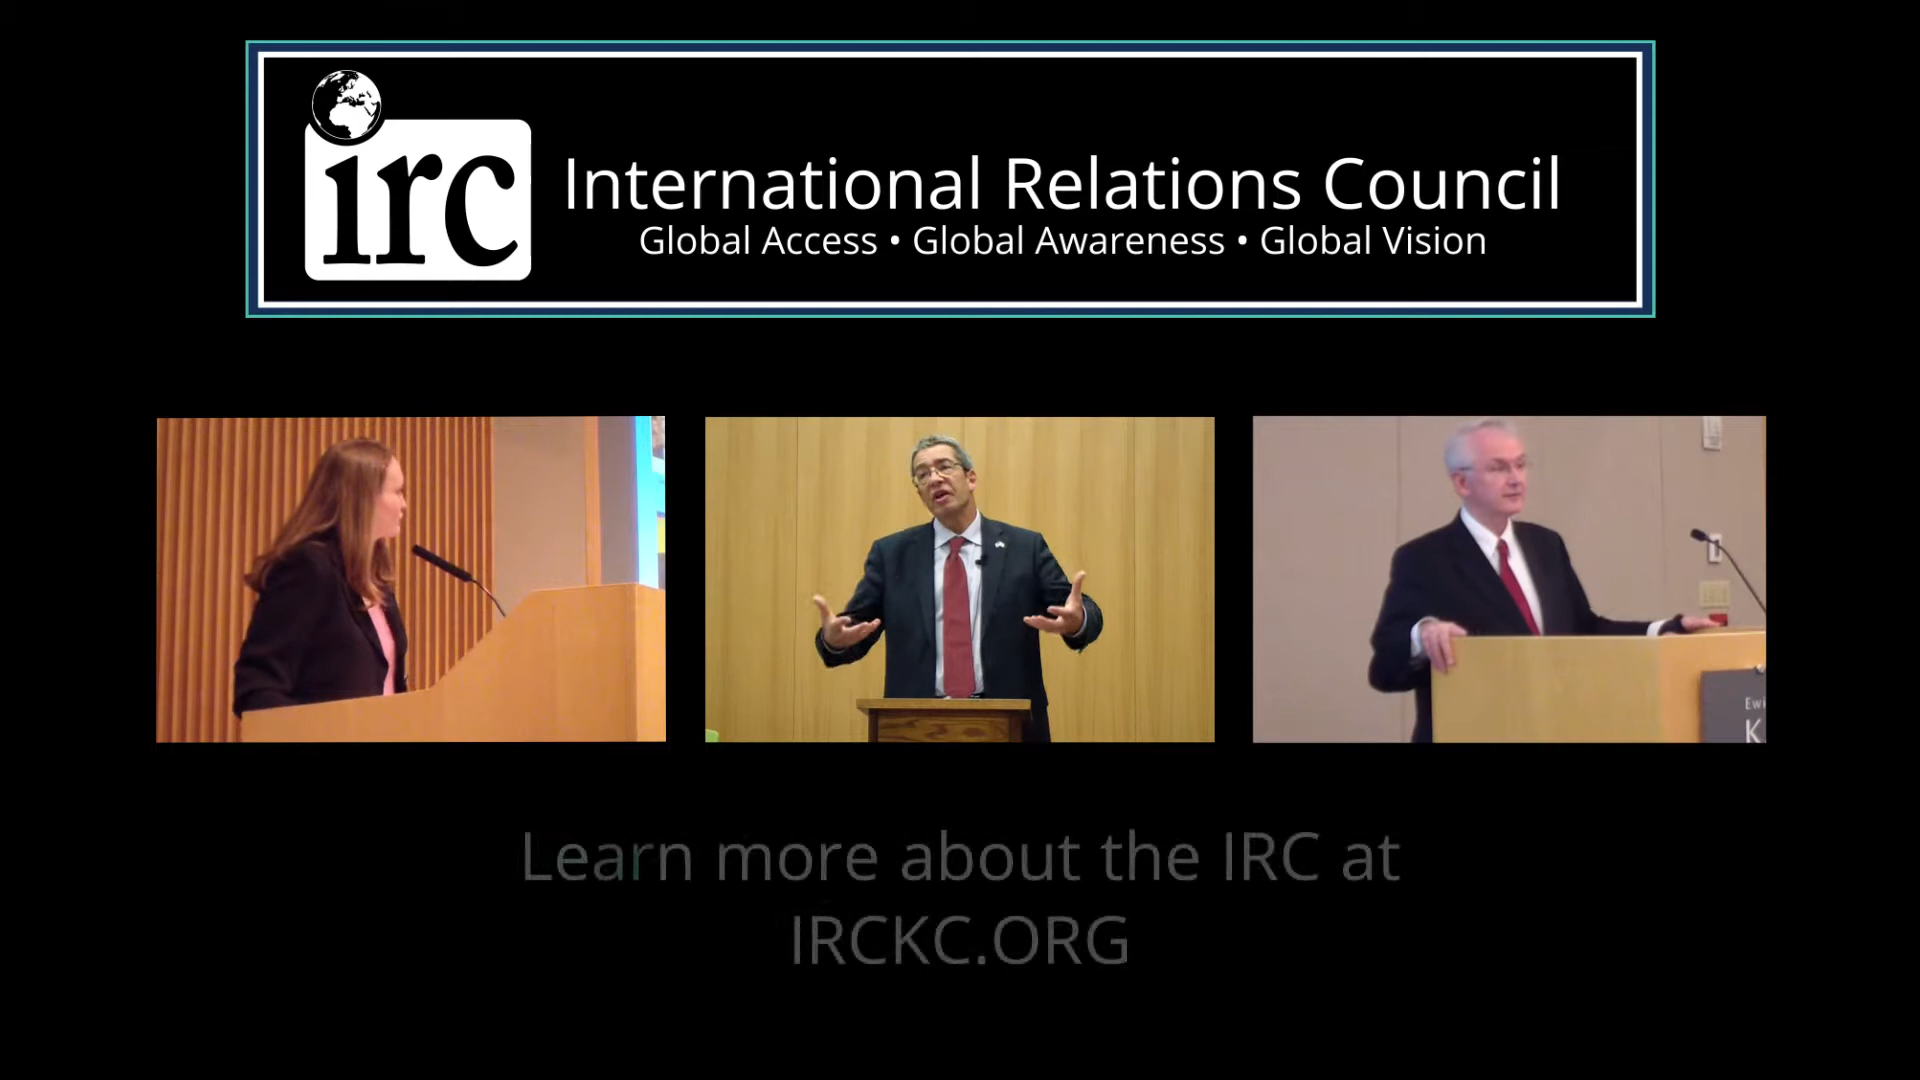 irc
International Relations Council
Global Access • Global Awareness • Global Vision
K
Learn more about the IRC at
IRCKC.ORG